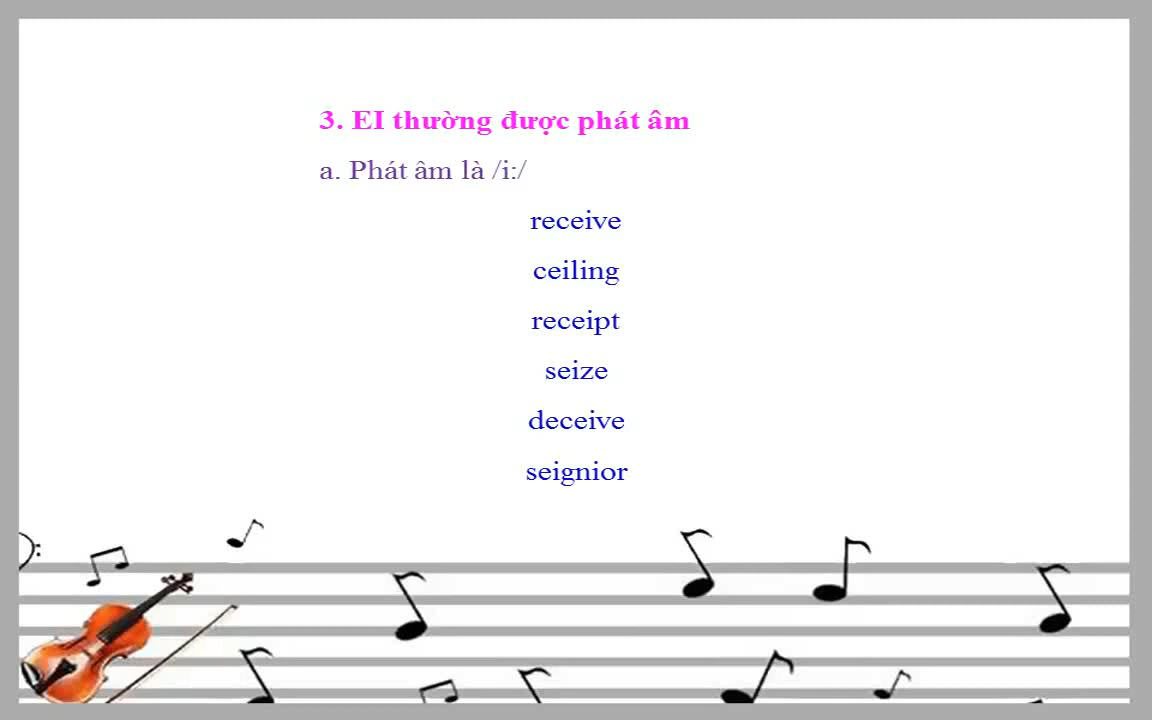 3. EI thường được phát âm
a. Phát âm là /i:/
receive
ceiling
receipt
seize
deceive
seignior